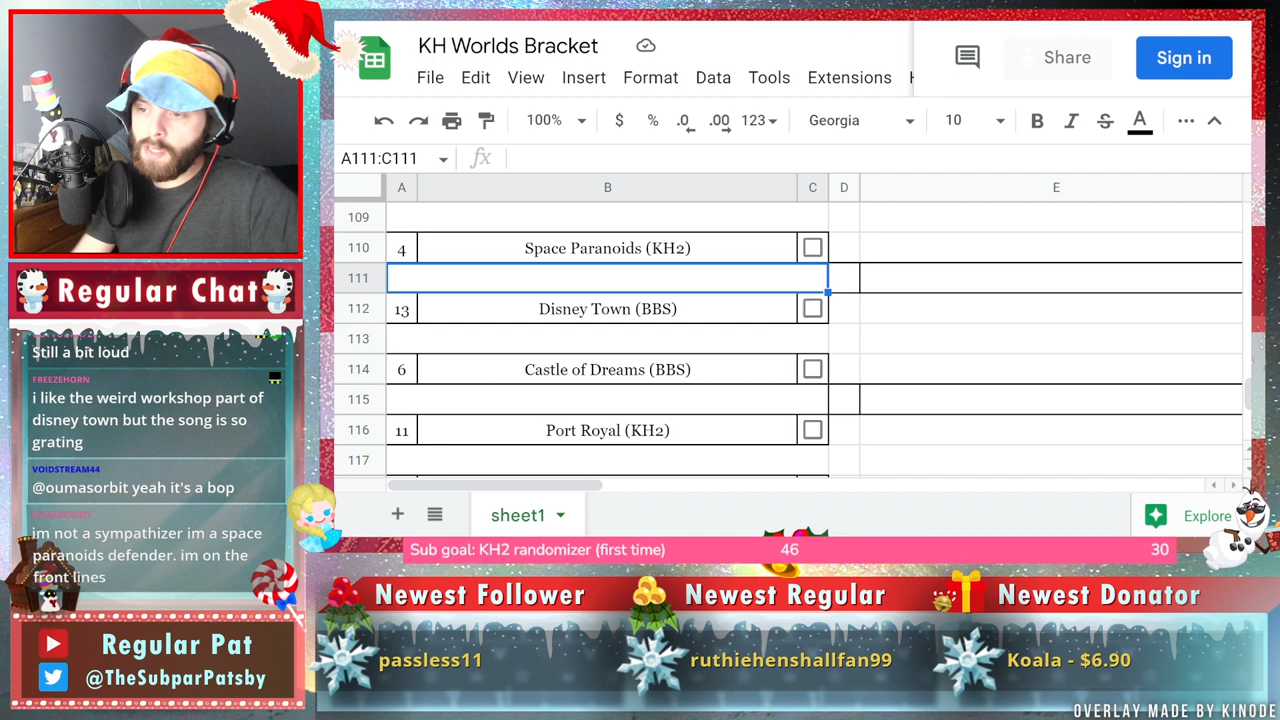 KH Worlds Bracket
File Edit View Insert Format Data Tools Extensions
Share
Sign in
100% $ % .0 .00 123 Georgia 10 B I S A
A111:C111 fx
A B C D E
109
110 4 Space Paranoids (KH2)
111
112 13 Disney Town (BBS)
113
114 6 Castle of Dreams (BBS)
115
116 11 Port Royal (KH2)
117
+ sheet1 Explore
Regular Chat
Still a bit loud
FREEZEHORN
i like the weird workshop part of
disney town but the song is so
grating
VOIDSTREAM44
@oumasorbit yeah it's a bop
im not a sympathizer im a space
paranoids defender. im on the
front lines
Regular Pat
@TheSubparPatsby
Sub goal: KH2 randomizer (first time) 46 30
Newest Follower
passless11
Newest Regular
ruthiehenshallfan99
Newest Donator
Koala - $6.90
OVERLAY MADE BY KINODE